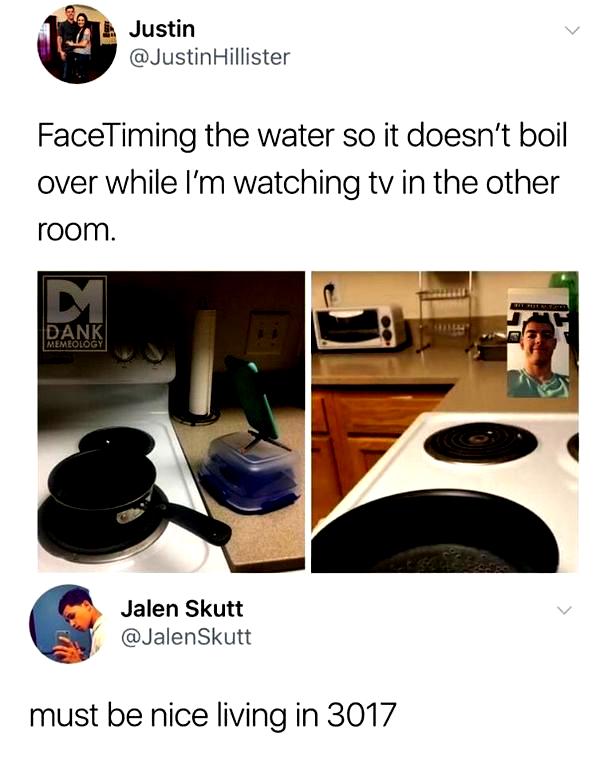 Justin
@JustinHillister
FaceTiming the water so it doesn't boil
over while I'm watching tv in the other
room.
DM
DANK
MEMEOLOGY
Jalen Skutt
@JalenSkutt
must be nice living in 3017